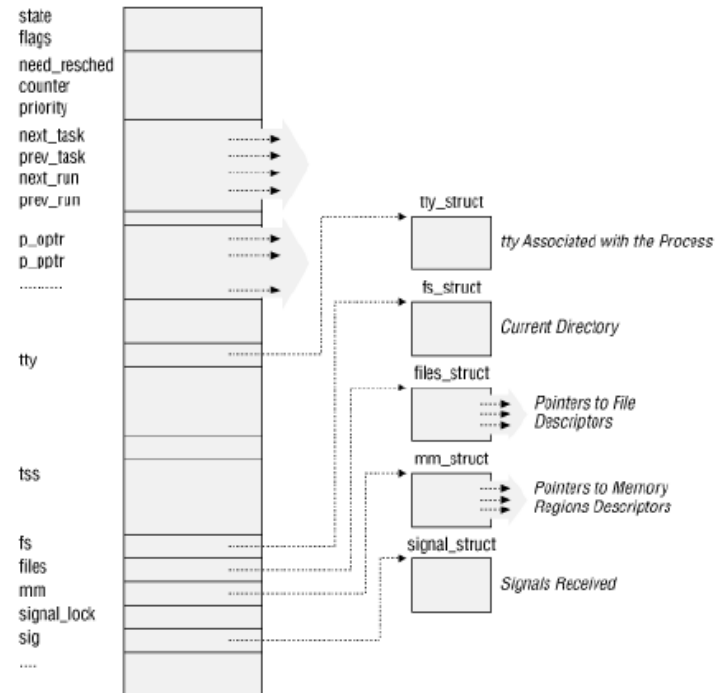 state
flags
need_resched
counter
priority
next_task
prev_task
next_run
prev_run
p_optr
p_pptr
..........
tty
tss
fs
files
mm
signal_lock
sig
....
tty_struct
tty Associated with the Process
fs_struct
Current Directory
files_struct
Pointers to File
Descriptors
mm_struct
Pointers to Memory
Regions Descriptors
signal_struct
Signals Received